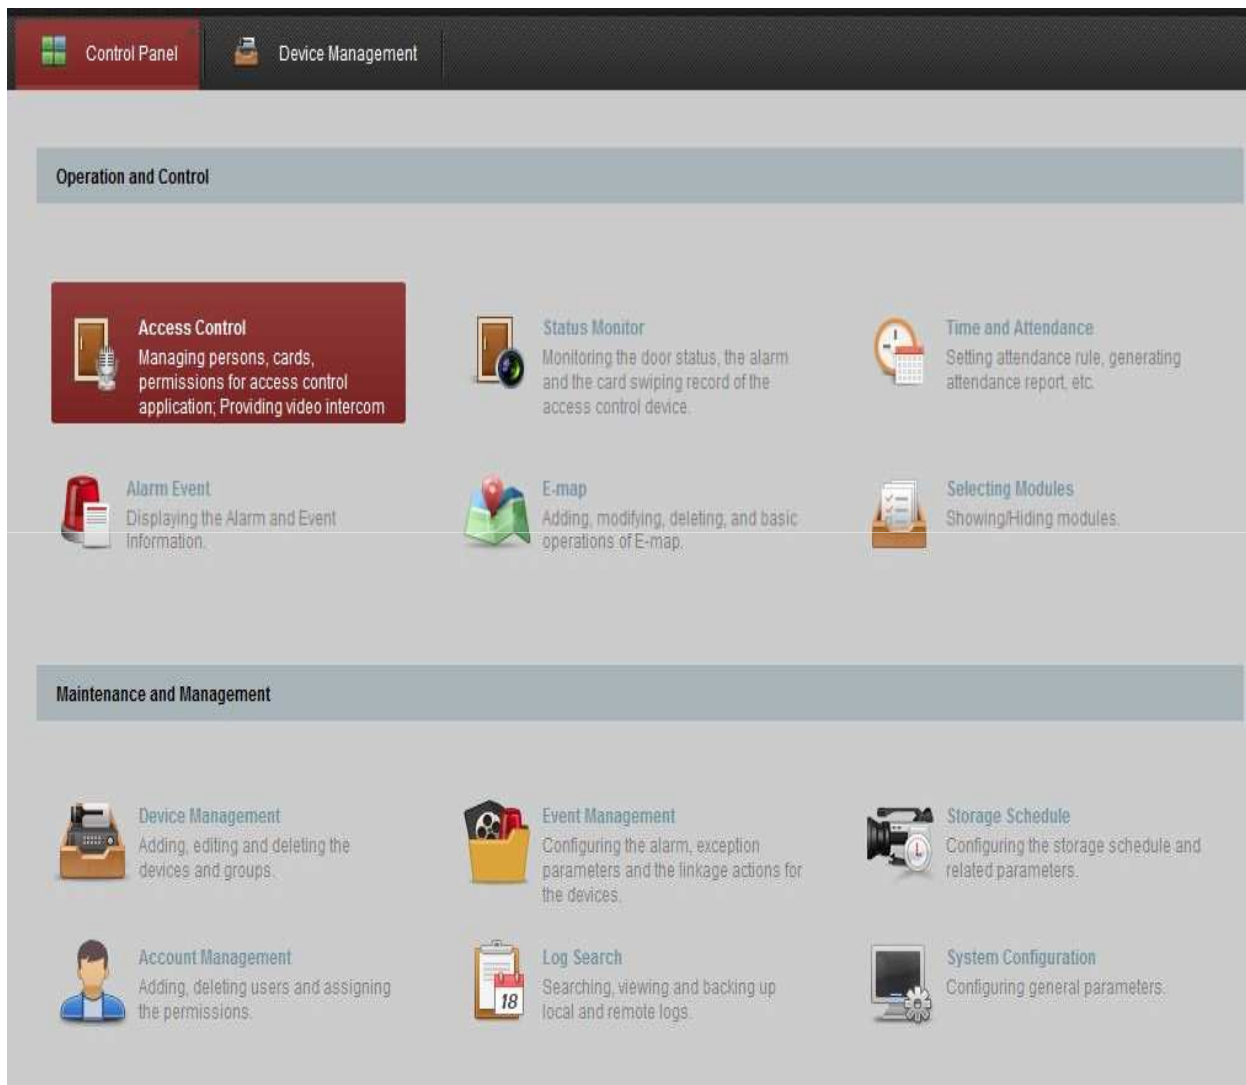 Control Panel
Device Management
Operation and Control
Access Control
Managing persons, cards,
permissions for access control
application; Providing video intercom
Status Monitor
Monitoring the door status, the alarm
and the card swiping record of the
access control device.
Time and Attendance
Setting attendance rule, generating
attendance report, etc.
Alarm Event
Displaying the Alarm and Event
Information.
E-map
Adding, modifying, deleting, and basic
operations of E-map.
Selecting Modules
Showing/Hiding modules.
Maintenance and Management
Device Management
Adding, editing and deleting the
devices and groups.
Event Management
Configuring the alarm, exception
parameters and the linkage actions for
the devices.
Storage Schedule
Configuring the storage schedule and
related parameters.
Account Management
Adding, deleting users and assigning
the permissions.
Log Search
Searching, viewing and backing up
local and remote logs.
18
System Configuration
Configuring general parameters.